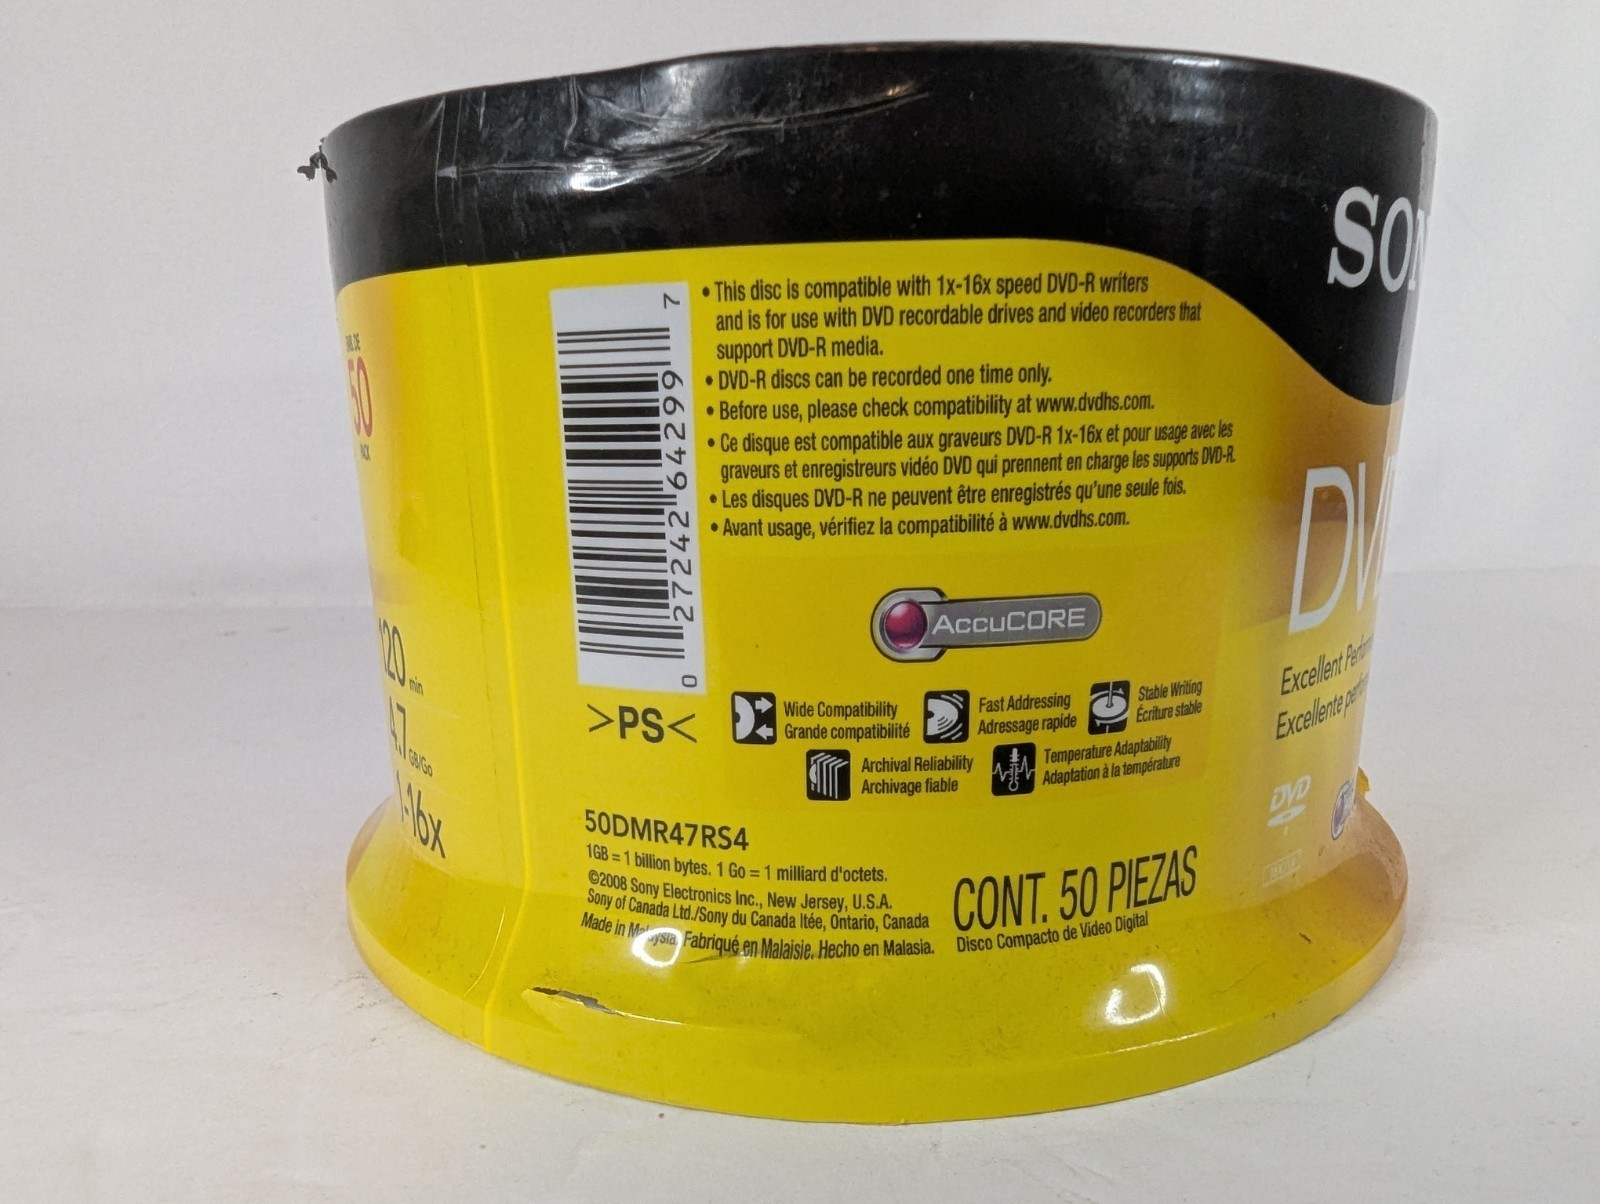 50
PACK
120 min
4.7 GB/Go
1-16x
7
0 27242 64299
>PS<
• This disc is compatible with 1x-16x speed DVD-R writers
and is for use with DVD recordable drives and video recorders that
support DVD-R media.
• DVD-R discs can be recorded one time only.
• Before use, please check compatibility at www.dvdhs.com.
• Ce disque est compatible aux graveurs DVD-R 1x-16x et pour usage avec les
graveurs et enregistreurs vidéo DVD qui prennent en charge les supports DVD-R.
• Les disques DVD-R ne peuvent être enregistrés qu'une seule fois.
• Avant usage, vérifiez la compatibilité à www.dvdhs.com.
AccuCORE
Wide Compatibility
Grande compatibilité
Fast Addressing
Adressage rapide
Stable Writing
Écriture stable
Archival Reliability
Archivage fiable
Temperature Adaptability
Adaptation à la température
50DMR47RS4
1GB = 1 billion bytes. 1 Go = 1 milliard d'octets.
©2008 Sony Electronics Inc., New Jersey, U.S.A.
Sony of Canada Ltd./Sony du Canada ltée, Ontario, Canada
Made in Malaysia. Fabriqué en Malaisie. Hecho en Malasia.
CONT. 50 PIEZAS
Disco Compacto de Video Digital
SON
DV
Excellent
Excellente
DVD